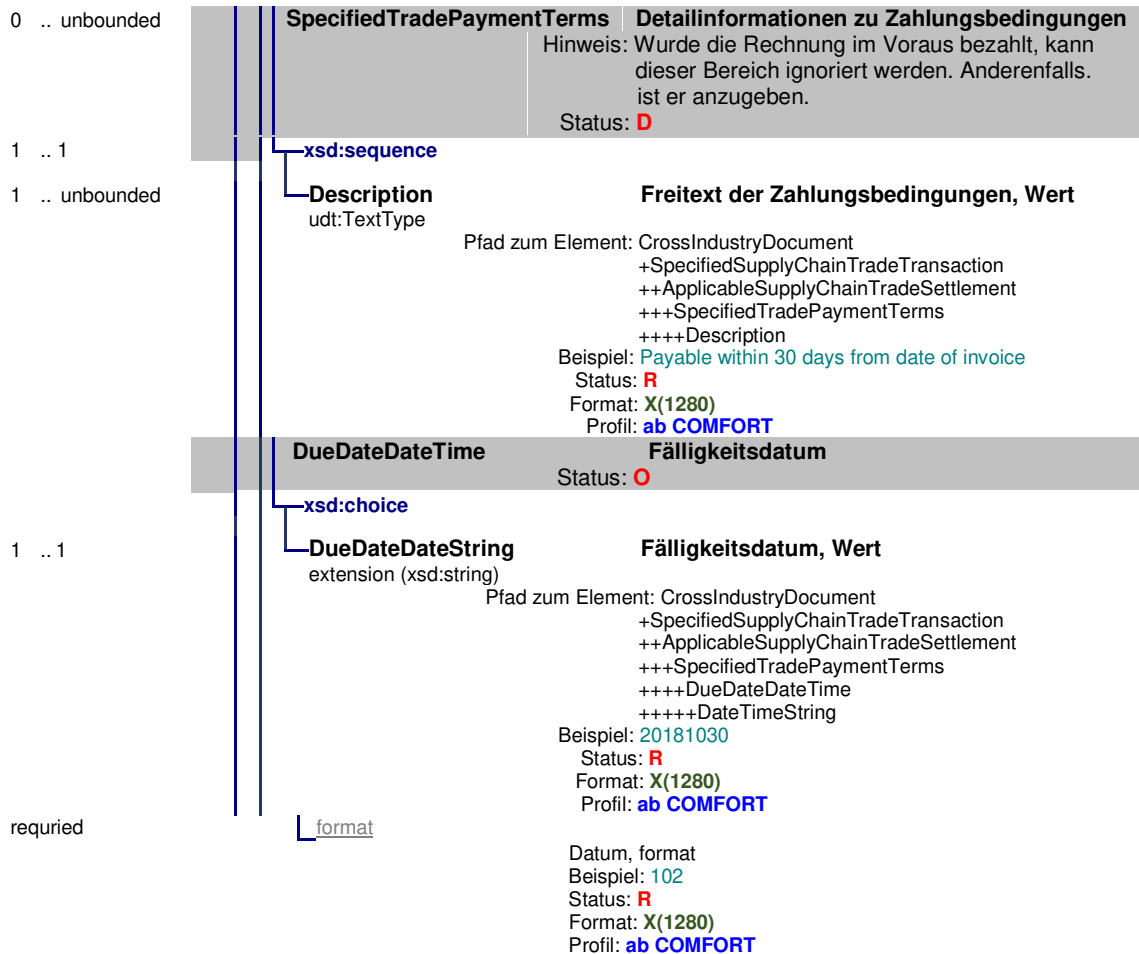 0 .. unbounded SpecifiedTradePaymentTerms Detailinformationen zu Zahlungsbedingungen
Hinweis: Wurde die Rechnung im Voraus bezahlt, kann
dieser Bereich ignoriert werden. Anderenfalls.
ist er anzugeben.
Status: D
1 .. 1 xsd:sequence
1 .. unbounded Description Freitext der Zahlungsbedingungen, Wert
udt:TextType
Pfad zum Element: CrossIndustryDocument
+SpecifiedSupplyChainTradeTransaction
++ApplicableSupplyChainTradeSettlement
+++SpecifiedTradePaymentTerms
++++Description
Beispiel: Payable within 30 days from date of invoice
Status: R
Format: X(1280)
Profil: ab COMFORT
DueDateDateTime Fälligkeitsdatum
Status: O
xsd:choice
1 .. 1 DueDateDateString Fälligkeitsdatum, Wert
extension (xsd:string)
Pfad zum Element: CrossIndustryDocument
+SpecifiedSupplyChainTradeTransaction
++ApplicableSupplyChainTradeSettlement
+++SpecifiedTradePaymentTerms
++++DueDateDateTime
+++++DateTimeString
Beispiel: 20181030
Status: R
Format: X(1280)
Profil: ab COMFORT
requried format
Datum, format
Beispiel: 102
Status: R
Format: X(1280)
Profil: ab COMFORT